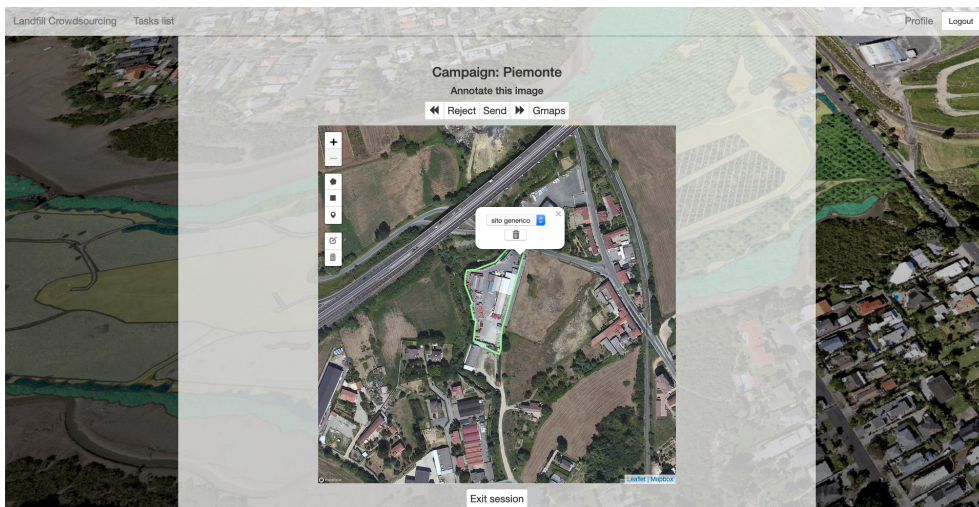 Landfill Crowdsourcing Tasks list Profile Logout
Campaign: Piemonte
Annotate this image
Reject Send Gmaps
+
−
×
sito generico
Leaflet | Mapbox
Exit session